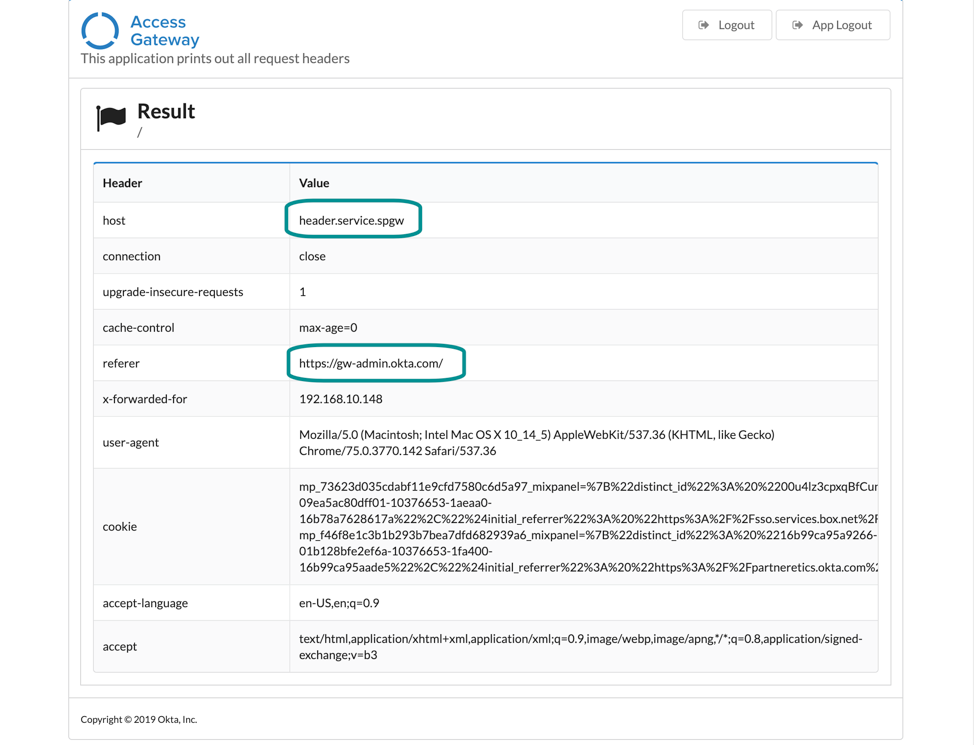 Access
Gateway
Logout
App Logout
This application prints out all request headers
Result
/
Header Value
host header.service.spgw
connection close
upgrade-insecure-requests 1
cache-control max-age=0
referer https://gw-admin.okta.com/
x-forwarded-for 192.168.10.148
user-agent Mozilla/5.0 (Macintosh; Intel Mac OS X 10_14_5) AppleWebKit/537.36 (KHTML, like Gecko)
Chrome/75.0.3770.142 Safari/537.36
mp_73623d035cdabf11e9cfd7580c6d5a97_mixpanel=%7B%22distinct_id%22%3A%20%2200u4lz3cpxqBfCur
09ea5ac80dff01-10376653-1aeaa0-
16b78a7628617a%22%2C%22%24initial_referrer%22%3A%20%22https%3A%2F%2Fsso.services.box.net%2F
cookie mp_f46f8e1c3b1b293b7bea7dfd682939a6_mixpanel=%7B%22distinct_id%22%3A%20%2216b99ca95a9266-
01b128bfe2ef6a-10376653-1fa400-
16b99ca95aade5%22%2C%22%24initial_referrer%22%3A%20%22https%3A%2F%2Fpartneretics.okta.com%2
accept-language en-US,en;q=0.9
accept text/html,application/xhtml+xml,application/xml;q=0.9,image/webp,image/apng,*/*;q=0.8,application/signed-
exchange;v=b3
Copyright © 2019 Okta, Inc.